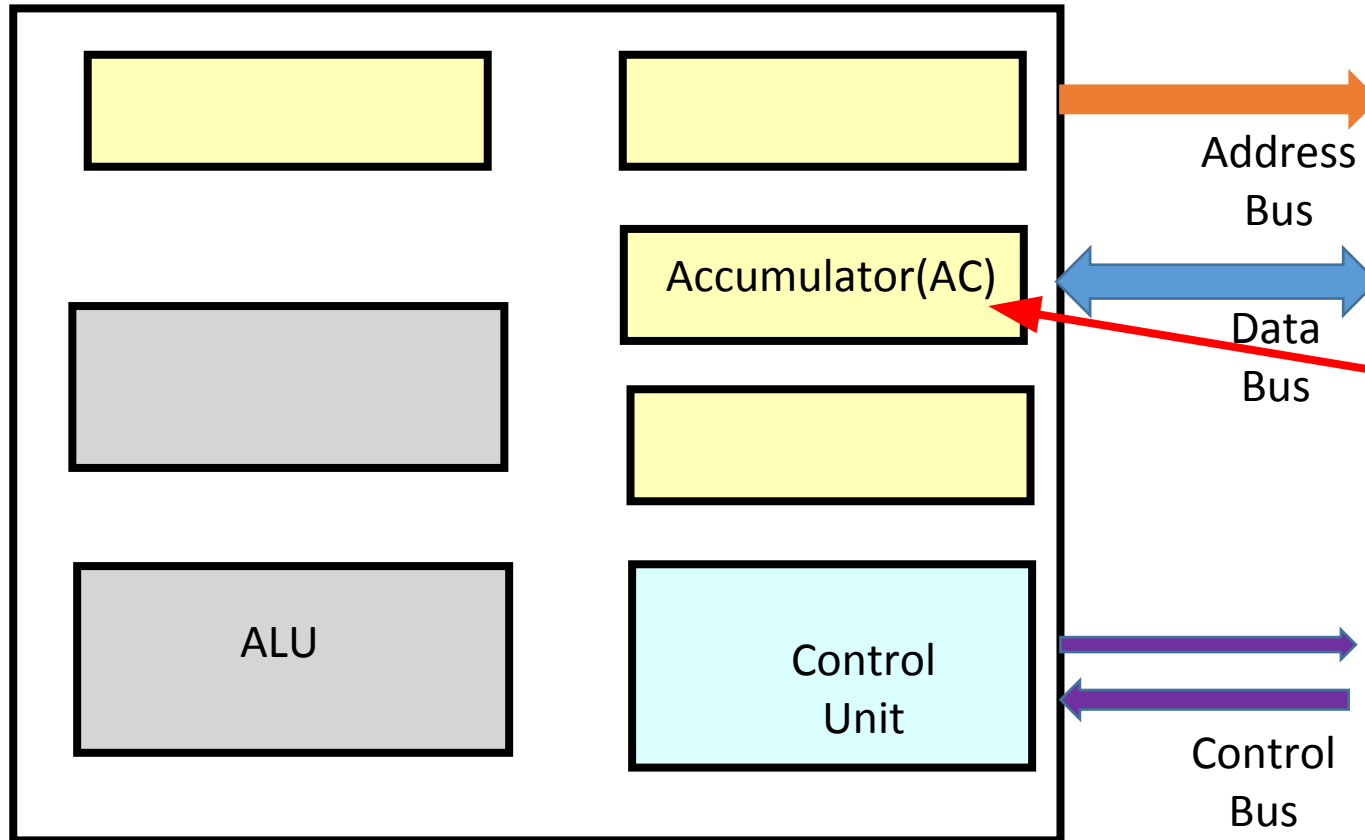 Address
Bus
Accumulator(AC)
Data
Bus
ALU
Control
Unit
Control
Bus